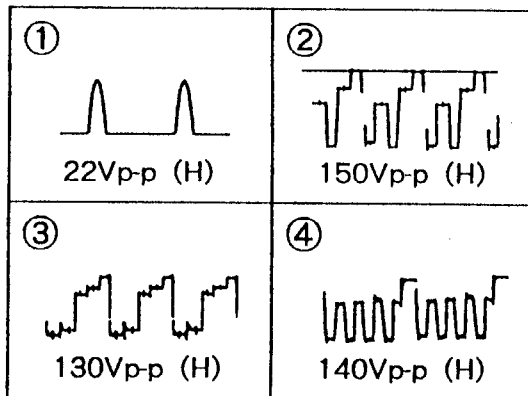 ①
22Vp-p (H)
②
150Vp-p (H)
③
130Vp-p (H)
④
140Vp-p (H)